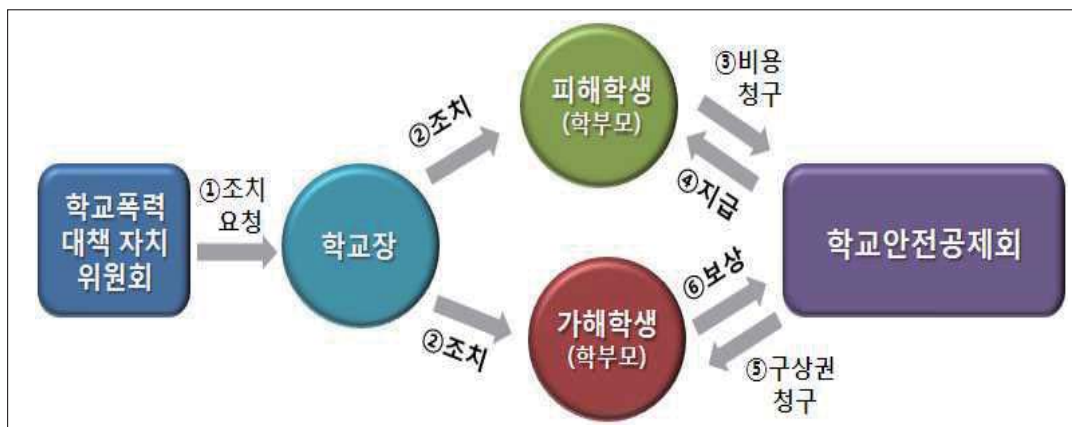 학교폭력
대책 자치
위원회
①조치
요청
학교장
②조치
②조치
피해학생
(학부모)
가해학생
(학부모)
③비용
청구
④지급
⑥보상
⑤구상권
청구
학교안전공제회